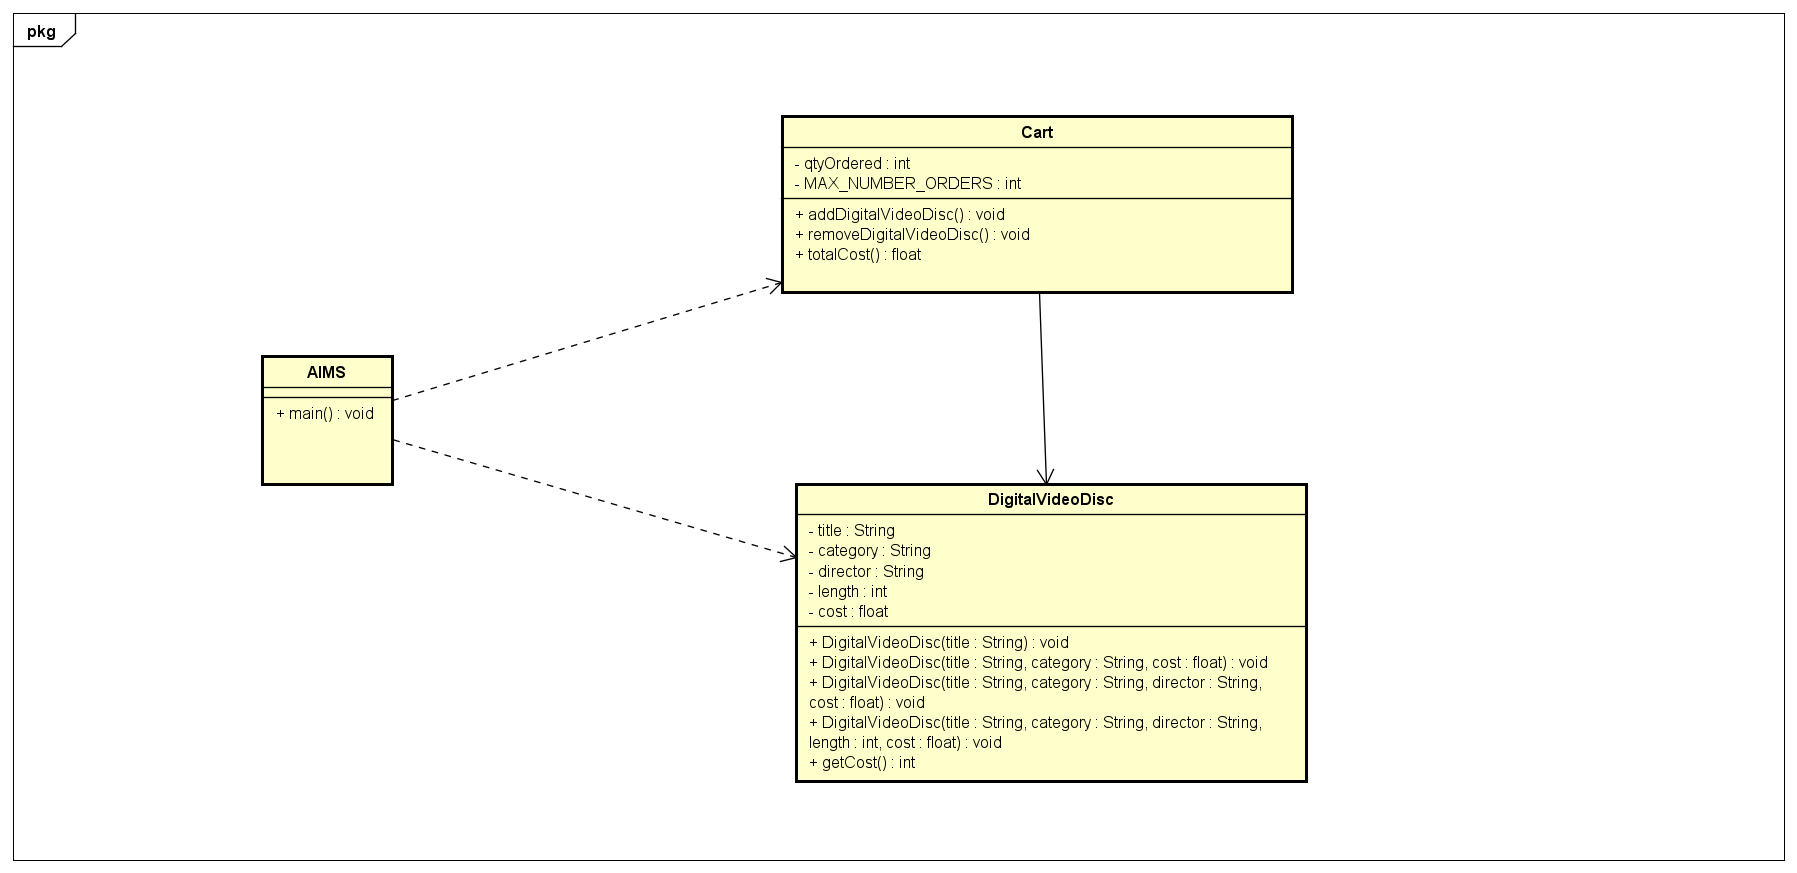 pkg
Cart
- qtyOrdered : int
- MAX_NUMBER_ORDERS : int
+ addDigitalVideoDisc() : void
+ removeDigitalVideoDisc() : void
+ totalCost() : float
AIMS
+ main() : void
DigitalVideoDisc
- title : String
- category : String
- director : String
- length : int
- cost : float
+ DigitalVideoDisc(title : String) : void
+ DigitalVideoDisc(title : String, category : String, cost : float) : void
+ DigitalVideoDisc(title : String, category : String, director : String,
cost : float) : void
+ DigitalVideoDisc(title : String, category : String, director : String,
length : int, cost : float) : void
+ getCost() : int